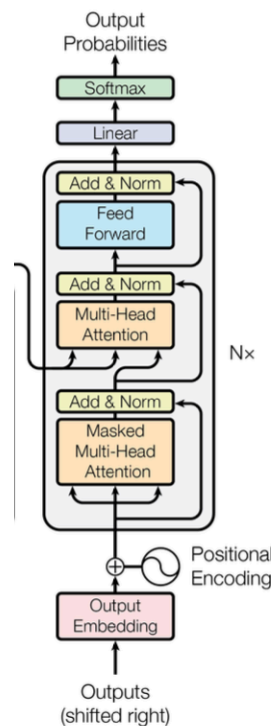 Output
Probabilities
Softmax
Linear
Add & Norm
Feed
Forward
Add & Norm
Multi-Head
Attention
N×
Add & Norm
Masked
Multi-Head
Attention
Positional
Encoding
Output
Embedding
Outputs
(shifted right)